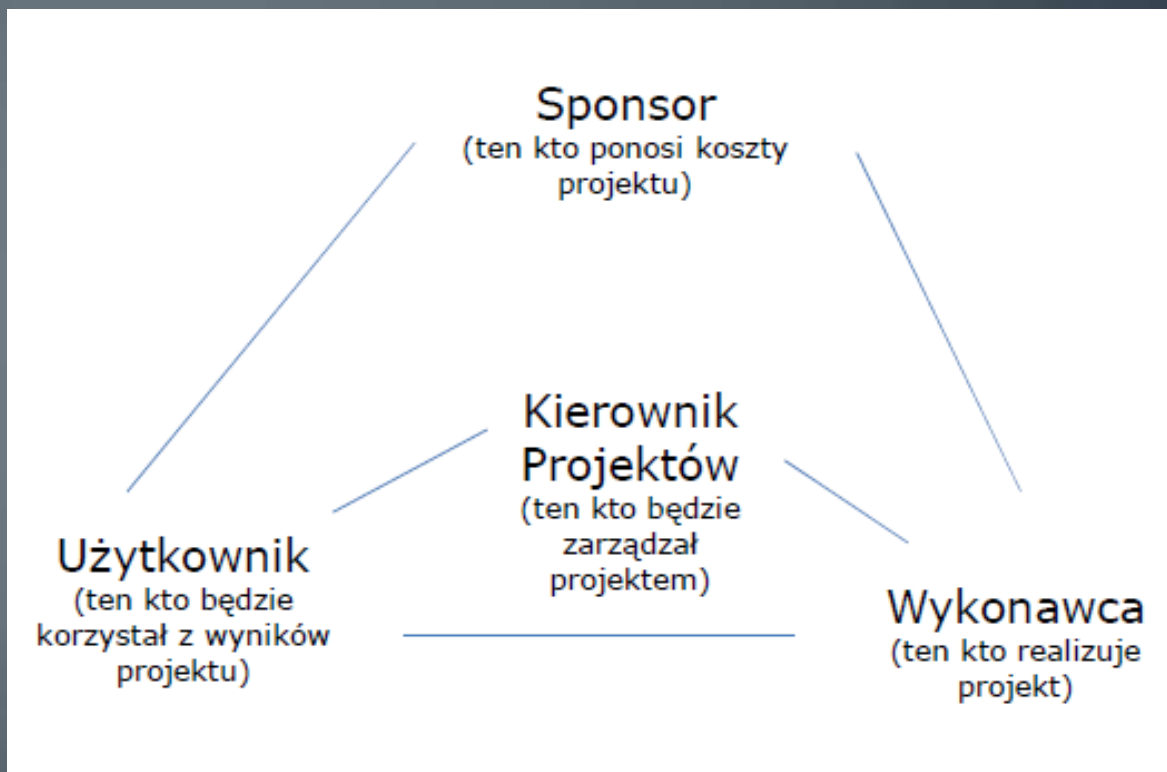 Sponsor
(ten kto ponosi koszty
projektu)
Kierownik
Projektów
(ten kto będzie
zarządzał
projektem)
Użytkownik
(ten kto będzie
korzystał z wyników
projektu)
Wykonawca
(ten kto realizuje
projekt)